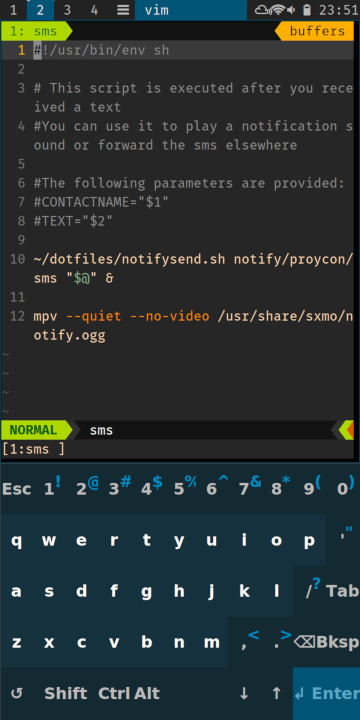 1 2 3 4 vim 23:51
1: sms buffers
1 #!/usr/bin/env sh
2
3 # This script is executed after you rece
ived a text
4 #You can use it to play a notification s
ound or forward the sms elsewhere
5
6 #The following parameters are provided:
7 #CONTACTNAME="$1"
8 #TEXT="$2"
9
10 ~/dotfiles/notifysend.sh notify/proycon/
sms "$@" &
11
12 mpv --quiet --no-video /usr/share/sxmo/n
otify.ogg
~
~
~
~
NORMAL sms
[1:sms ]
Esc 1! 2@ 3# 4$ 5% 6^ 7& 8* 9( 0)
q w e r t y u i o p '"
a s d f g h j k l /? Tab
z x c v b n m ,< .> ⌫Bksp
↺ Shift Ctrl Alt ↓ ↑ ↲ Enter